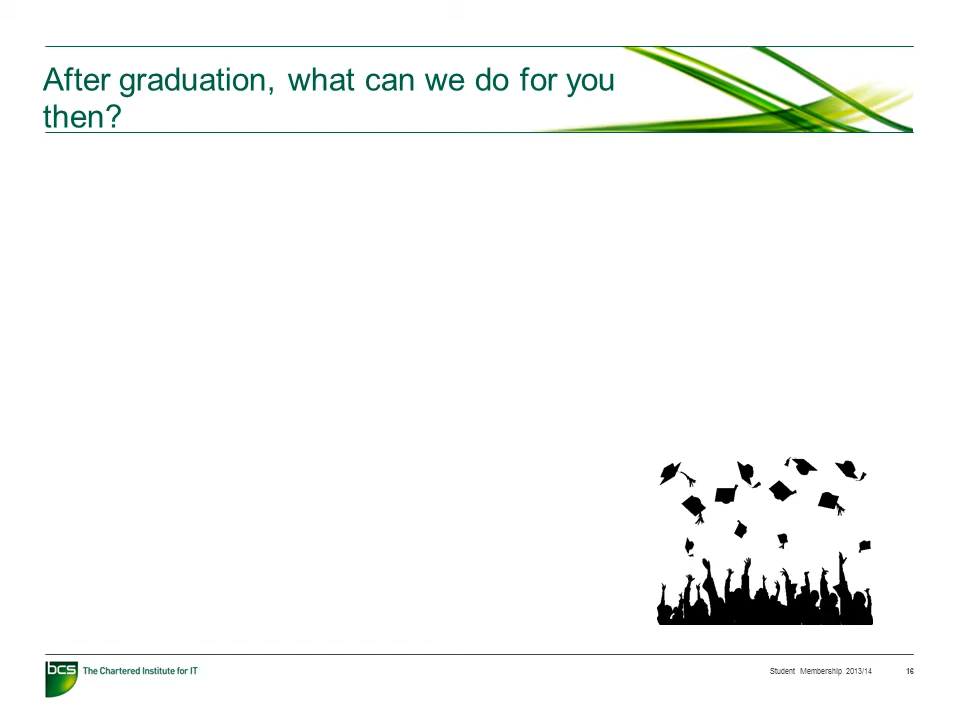 After graduation, what can we do for you
then?
bcs The Chartered Institute for IT
Student Membership 2013/14 16